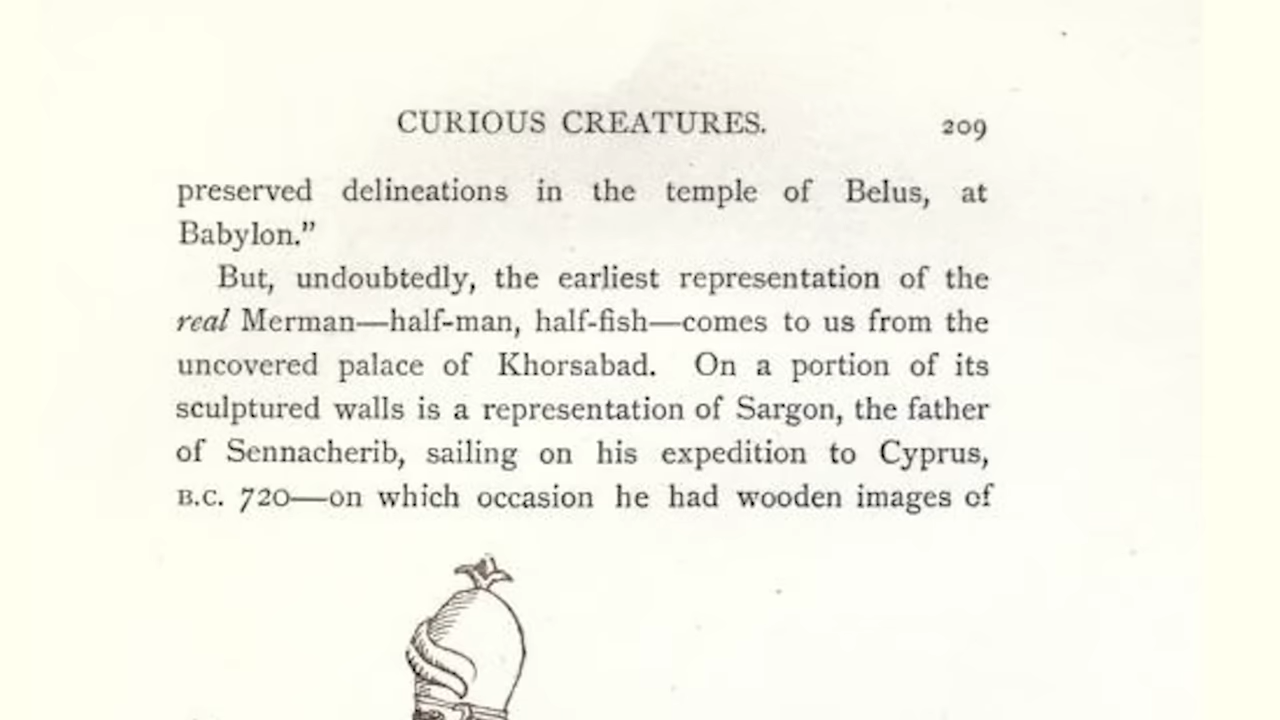 CURIOUS CREATURES. 209
preserved delineations in the temple of Belus, at
Babylon.”
But, undoubtedly, the earliest representation of the
real Merman—half-man, half-fish—comes to us from the
uncovered palace of Khorsabad. On a portion of its
sculptured walls is a representation of Sargon, the father
of Sennacherib, sailing on his expedition to Cyprus,
B.C. 720—on which occasion he had wooden images of